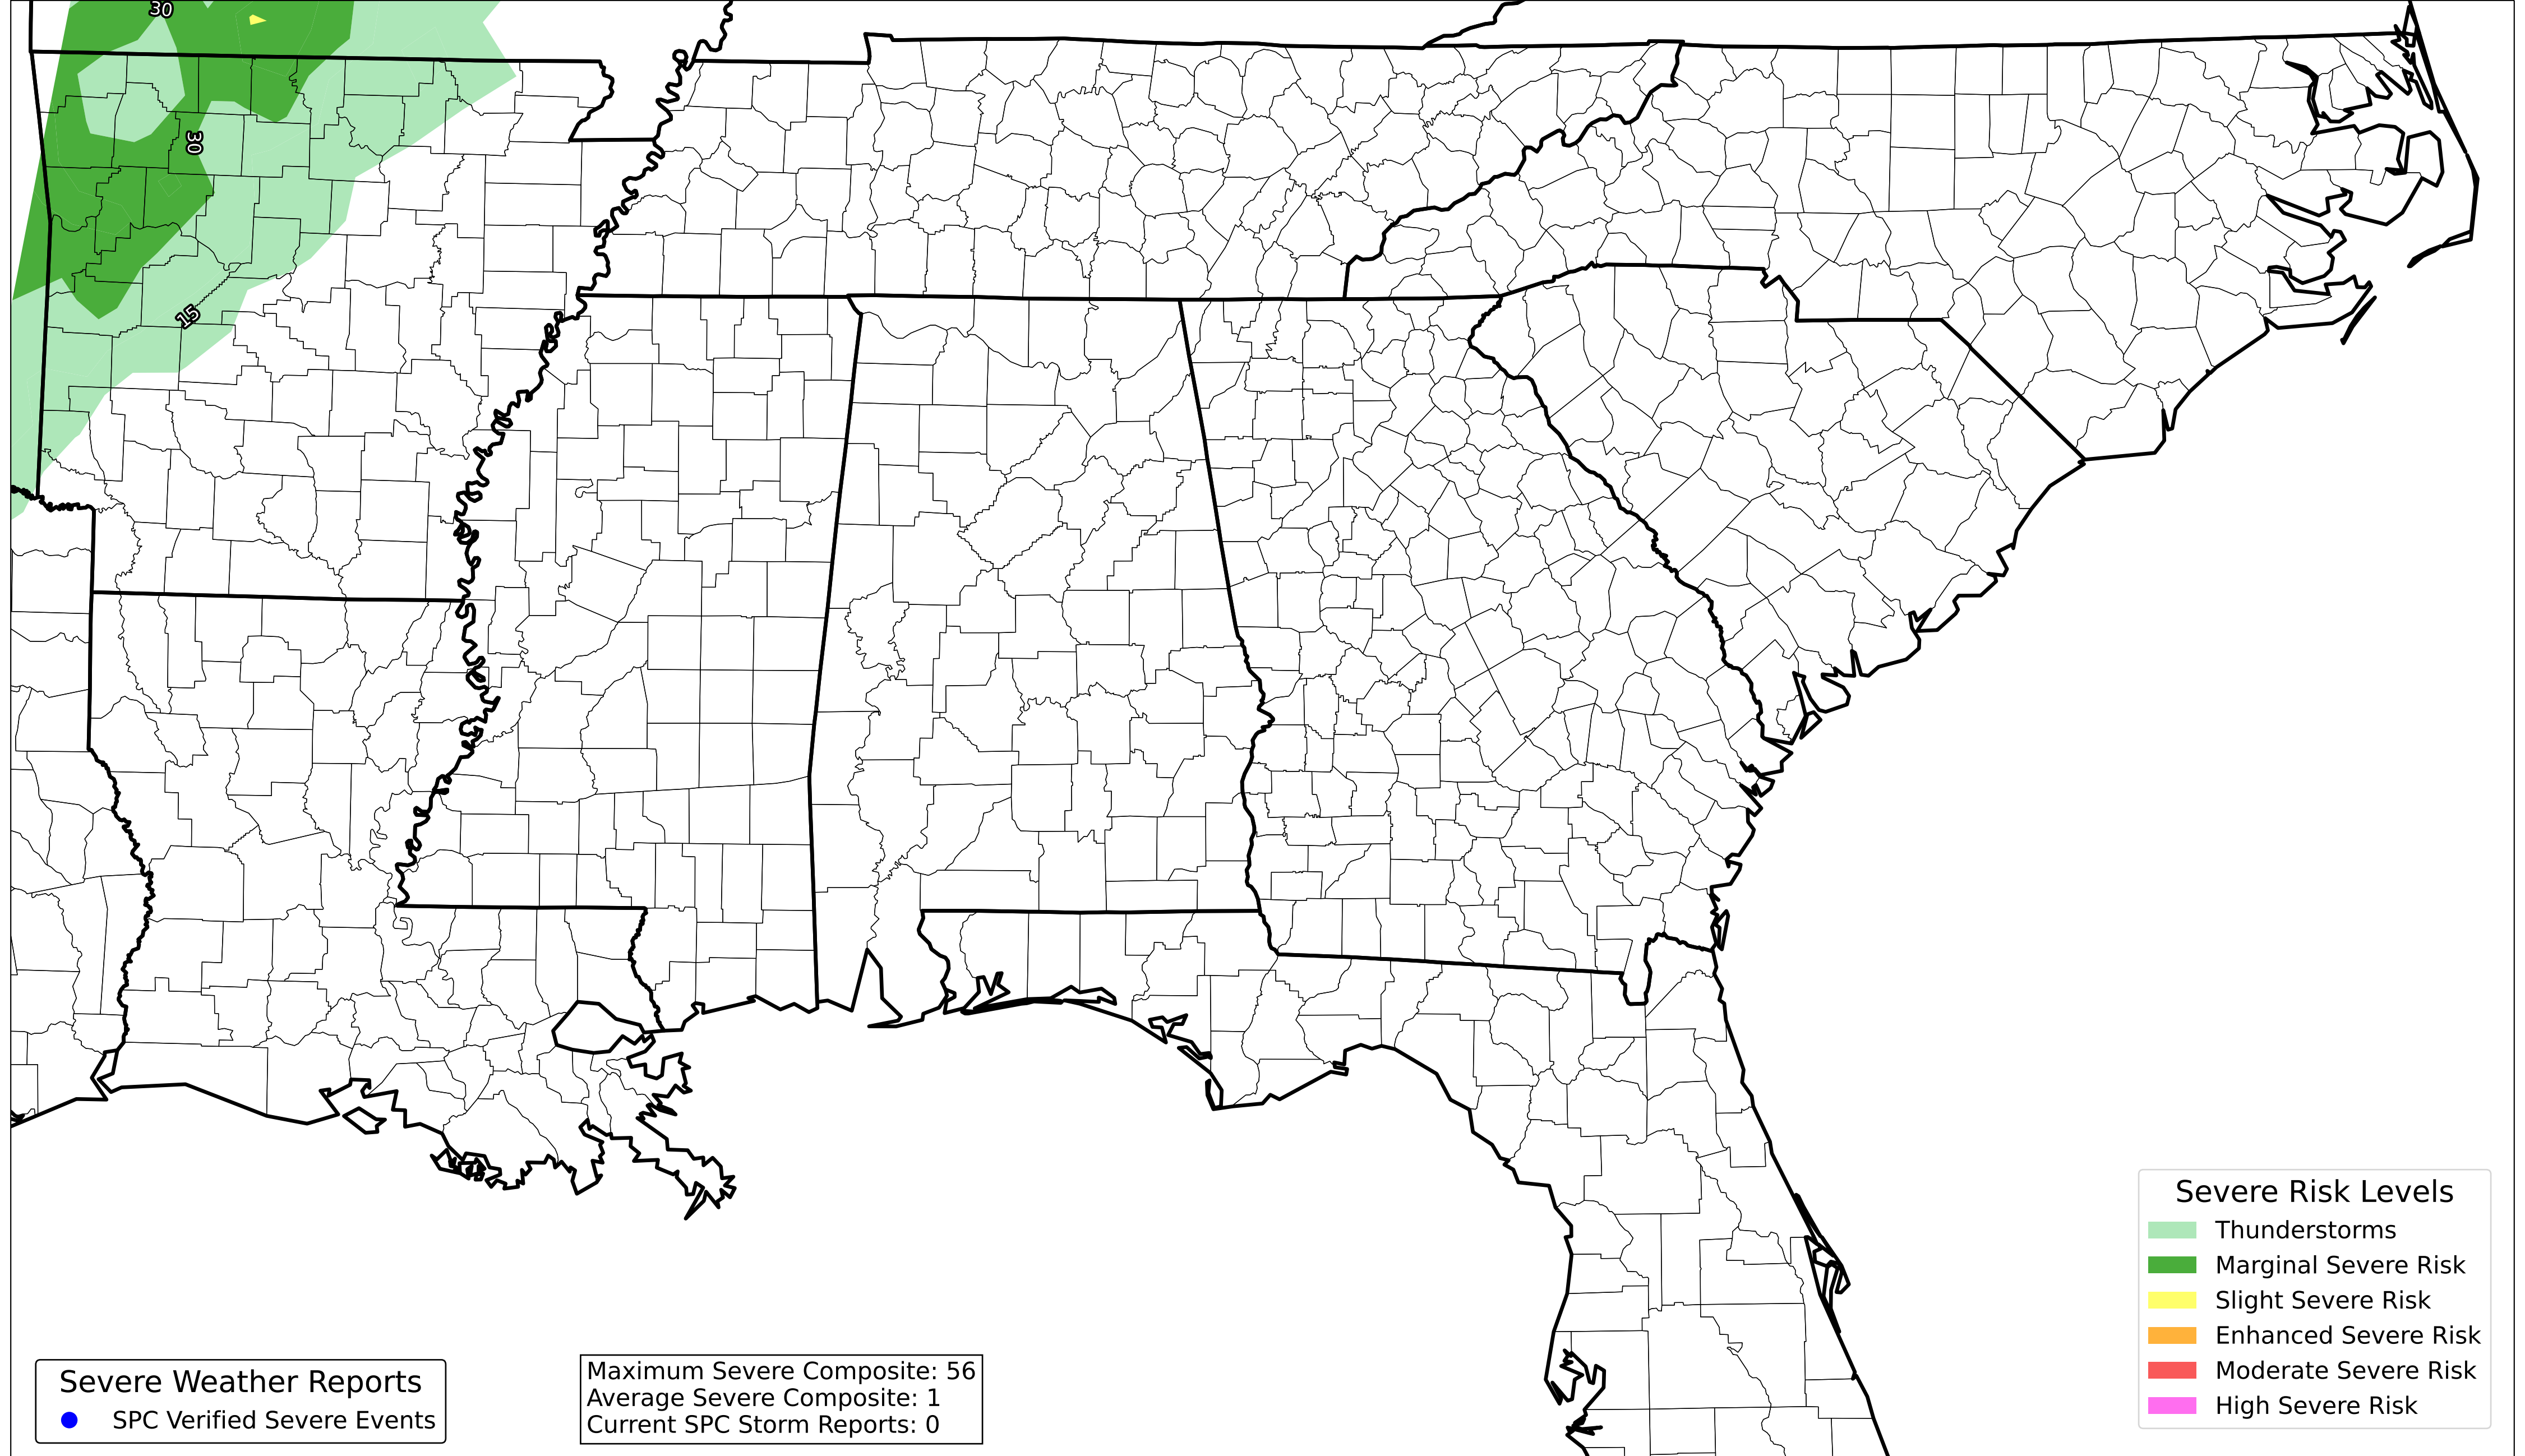 30
30
15
Severe Risk Levels
Thunderstorms
Marginal Severe Risk
Slight Severe Risk
Enhanced Severe Risk
Moderate Severe Risk
High Severe Risk
Severe Weather Reports
SPC Verified Severe Events
Maximum Severe Composite: 56
Average Severe Composite: 1
Current SPC Storm Reports: 0